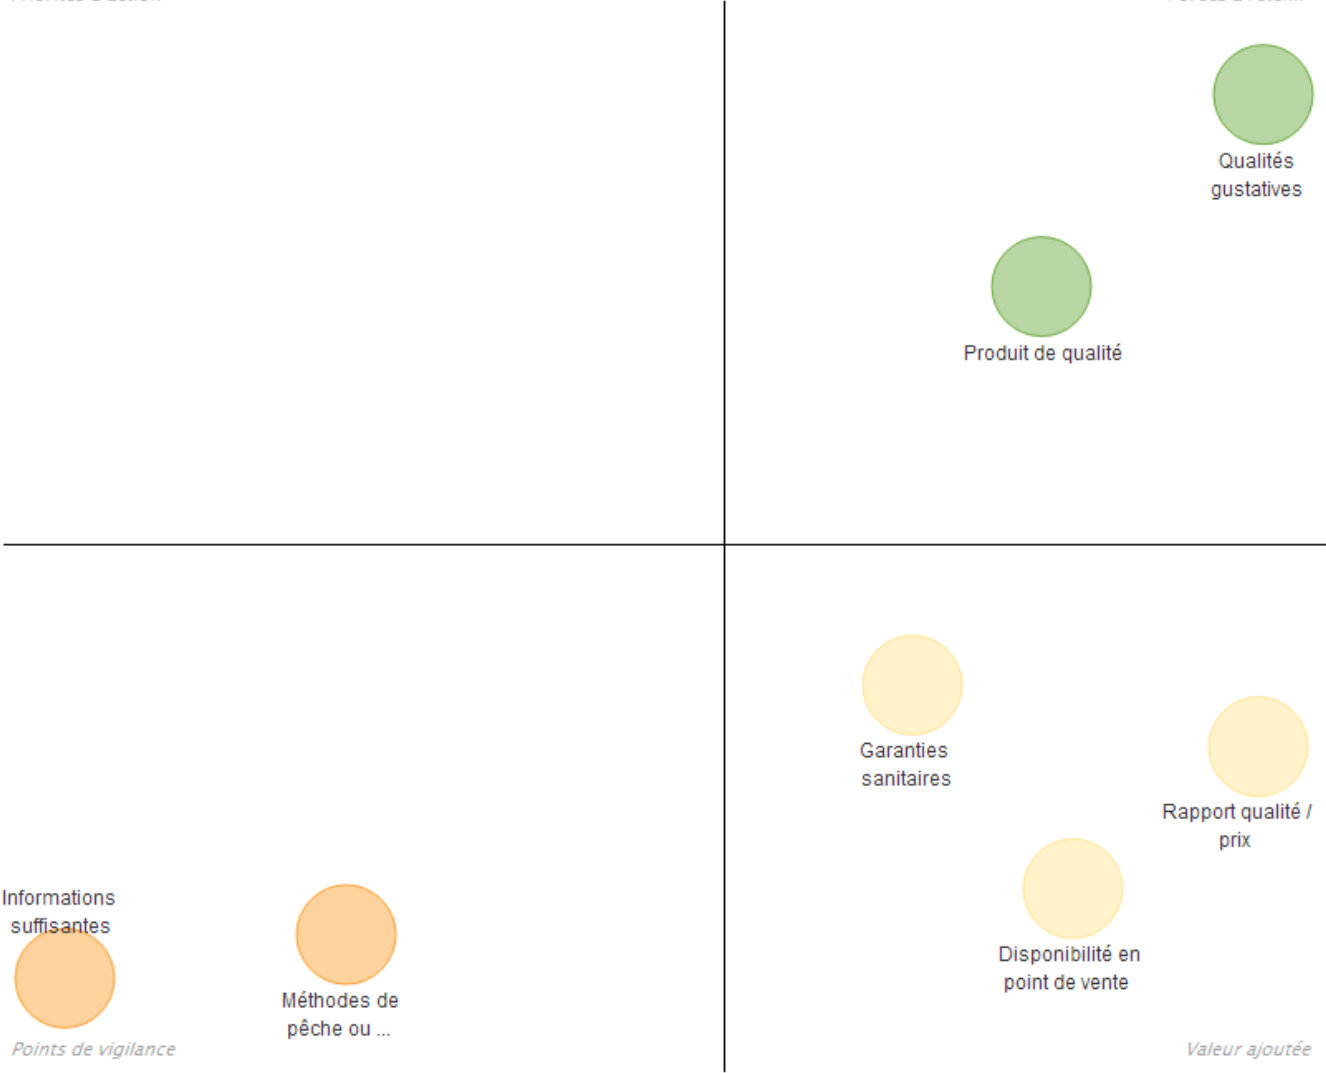 Qualités
gustatives
Produit de qualité
Garanties
sanitaires
Rapport qualité /
prix
Informations
suffisantes
Disponibilité en
point de vente
Méthodes de
pêche ou ...
Points de vigilance
Valeur ajoutée